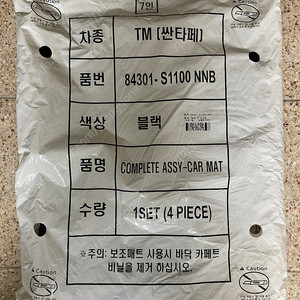 7인
차종 TM (싼타페)
품번 84301-S1100 NNB
색상 블랙
품명 COMPLETE ASSY-CAR MAT
수량 1SET (4 PIECE)
※주의: 보조매트 사용시 바닥 카페트
비닐을 제거 하십시오.
Caution
Caution